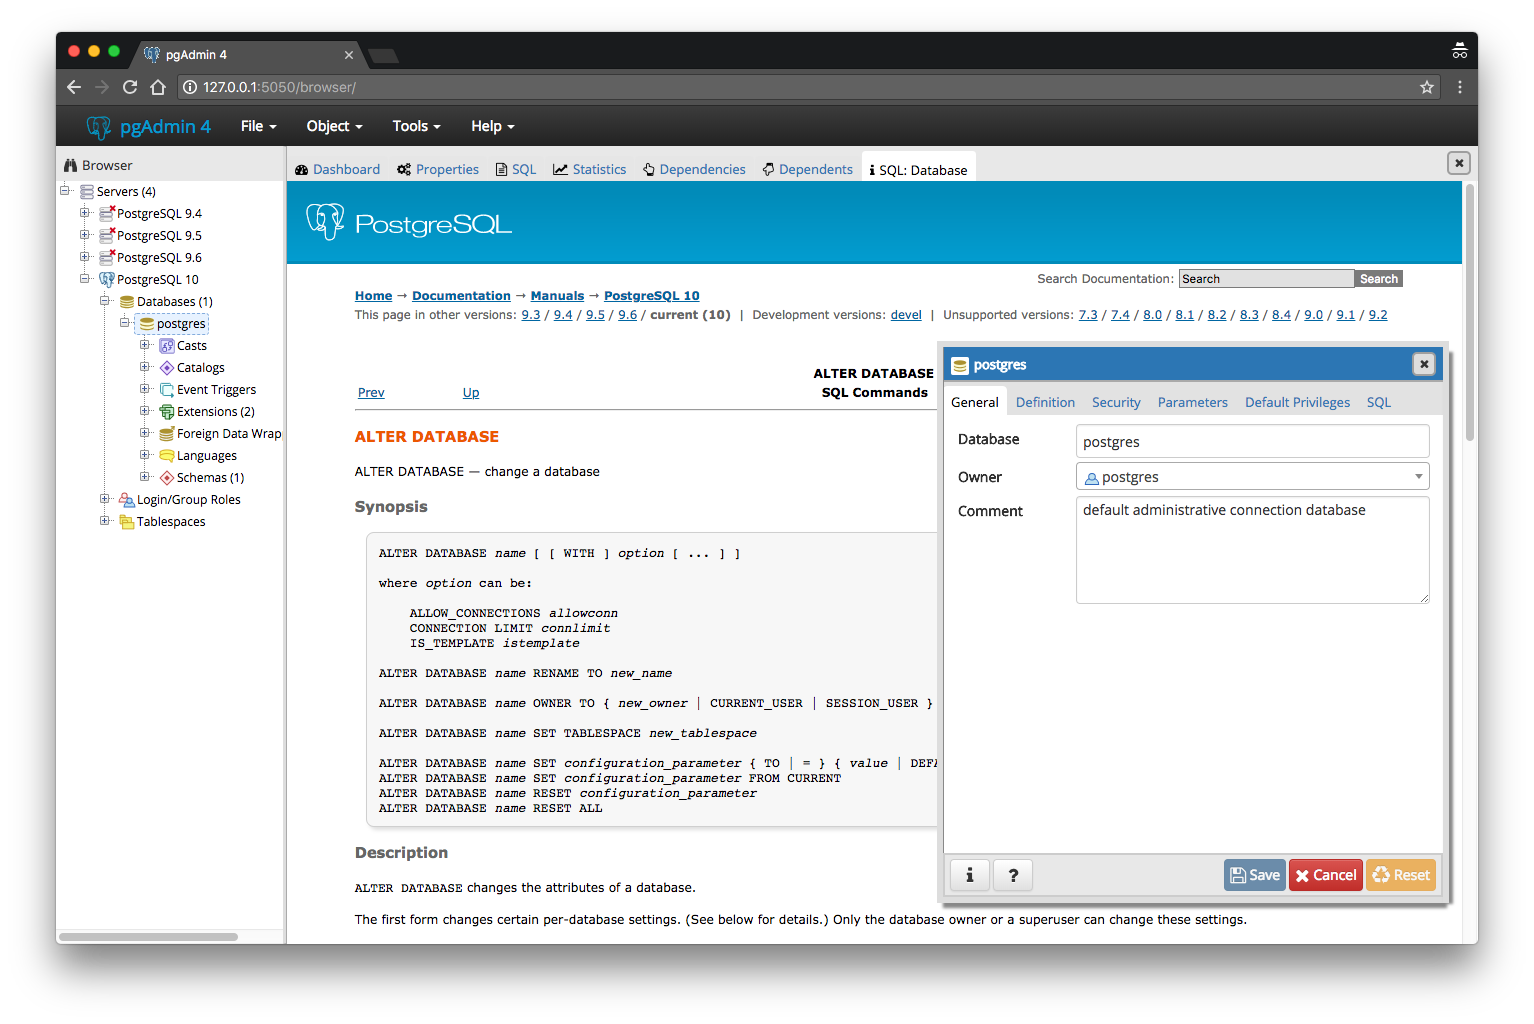 pgAdmin 4
127.0.0.1:5050/browser/
pgAdmin 4 File Object Tools Help
Browser
Servers (4)
PostgreSQL 9.4
PostgreSQL 9.5
PostgreSQL 9.6
PostgreSQL 10
Databases (1)
postgres
Casts
Catalogs
Event Triggers
Extensions (2)
Foreign Data Wrap
Languages
Schemas (1)
Login/Group Roles
Tablespaces
Dashboard Properties SQL Statistics Dependencies Dependents SQL: Database
PostgreSQL
Search Documentation: Search Search
Home → Documentation → Manuals → PostgreSQL 10
This page in other versions: 9.3 / 9.4 / 9.5 / 9.6 / current (10) | Development versions: devel | Unsupported versions: 7.3 / 7.4 / 8.0 / 8.1 / 8.2 / 8.3 / 8.4 / 9.0 / 9.1 / 9.2
ALTER DATABASE
Prev Up SQL Commands
ALTER DATABASE
ALTER DATABASE — change a database
Synopsis
ALTER DATABASE name [ [ WITH ] option [ ... ] ]
where option can be:
ALLOW_CONNECTIONS allowconn
CONNECTION LIMIT connlimit
IS_TEMPLATE istemplate
ALTER DATABASE name RENAME TO new_name
ALTER DATABASE name OWNER TO { new_owner | CURRENT_USER | SESSION_USER }
ALTER DATABASE name SET TABLESPACE new_tablespace
ALTER DATABASE name SET configuration_parameter { TO | = } { value | DEFA
ALTER DATABASE name SET configuration_parameter FROM CURRENT
ALTER DATABASE name RESET configuration_parameter
ALTER DATABASE name RESET ALL
Description
ALTER DATABASE changes the attributes of a database.
The first form changes certain per-database settings. (See below for details.) Only the database owner or a superuser can change these settings.
postgres
General Definition Security Parameters Default Privileges SQL
Database postgres
Owner postgres
Comment default administrative connection database
i ? Save Cancel Reset